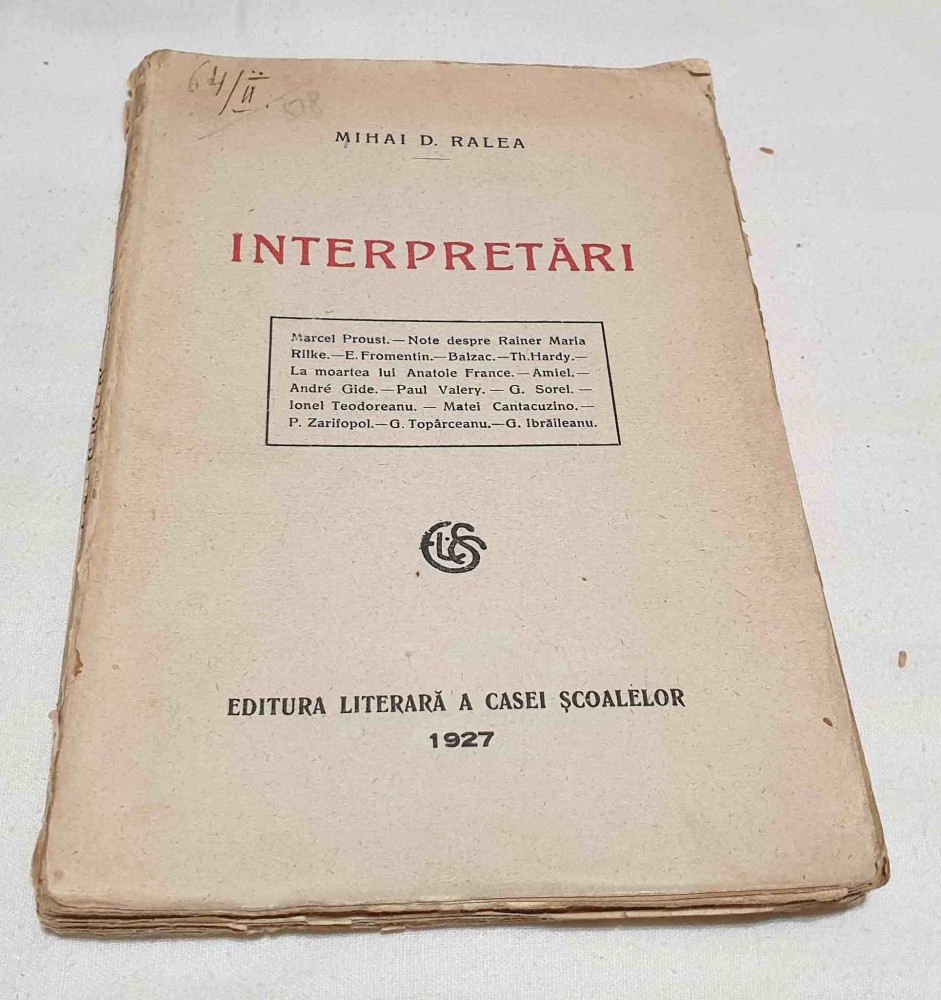 64/II
MIHAI D. RALEA
INTERPRETĂRI
Marcel Proust.—Note despre Rainer Maria
Rilke.—E. Fromentin.—Balzac.—Th. Hardy.—
La moartea lui Anatole France.—Amiel.—
André Gide.—Paul Valery.—G. Sorel.—
Ionel Teodoreanu.—Matei Cantacuzino.—
P. Zarifopol.—G. Topârceanu.—G. Ibrăileanu.
EDITURA LITERARĂ A CASEI ȘCOALELOR
1927